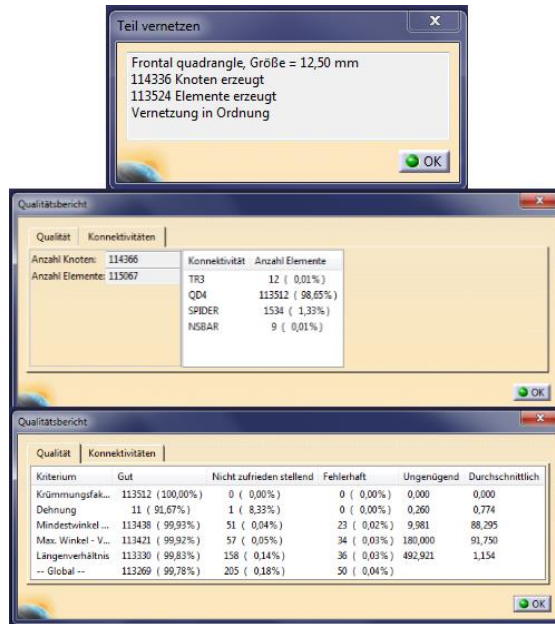 Teil vernetzen
X
Frontal quadrangle, Größe = 12,50 mm
114336 Knoten erzeugt
113524 Elemente erzeugt
Vernetzung in Ordnung
OK
Qualitätsbericht
Qualität Konnektivitäten
Anzahl Knoten: 114366 Konnektivität Anzahl Elemente
Anzahl Elemente: 115067 TR3 12 ( 0,01%)
QD4 113512 ( 98,65%)
SPIDER 1534 ( 1,33%)
NSBAR 9 ( 0,01%)
OK
Qualitätsbericht
Qualität Konnektivitäten
Kriterium Gut Nicht zufrieden stellend Fehlerhaft Ungenügend Durchschnittlich
Krümmungsfak... 113512 (100,00%) 0 ( 0,00%) 0 ( 0,00%) 0,000 0,000
Dehnung 11 ( 91,67%) 1 ( 8,33%) 0 ( 0,00%) 0,260 0,774
Mindestwinkel ... 113438 ( 99,93%) 51 ( 0,04%) 23 ( 0,02%) 9,981 88,295
Max. Winkel - V... 113421 ( 99,92%) 57 ( 0,05%) 34 ( 0,03%) 180,000 91,750
Längenverhältnis 113330 ( 99,83%) 158 ( 0,14%) 36 ( 0,03%) 492,921 1,154
-- Global -- 113269 ( 99,78%) 205 ( 0,18%) 50 ( 0,04%)
OK